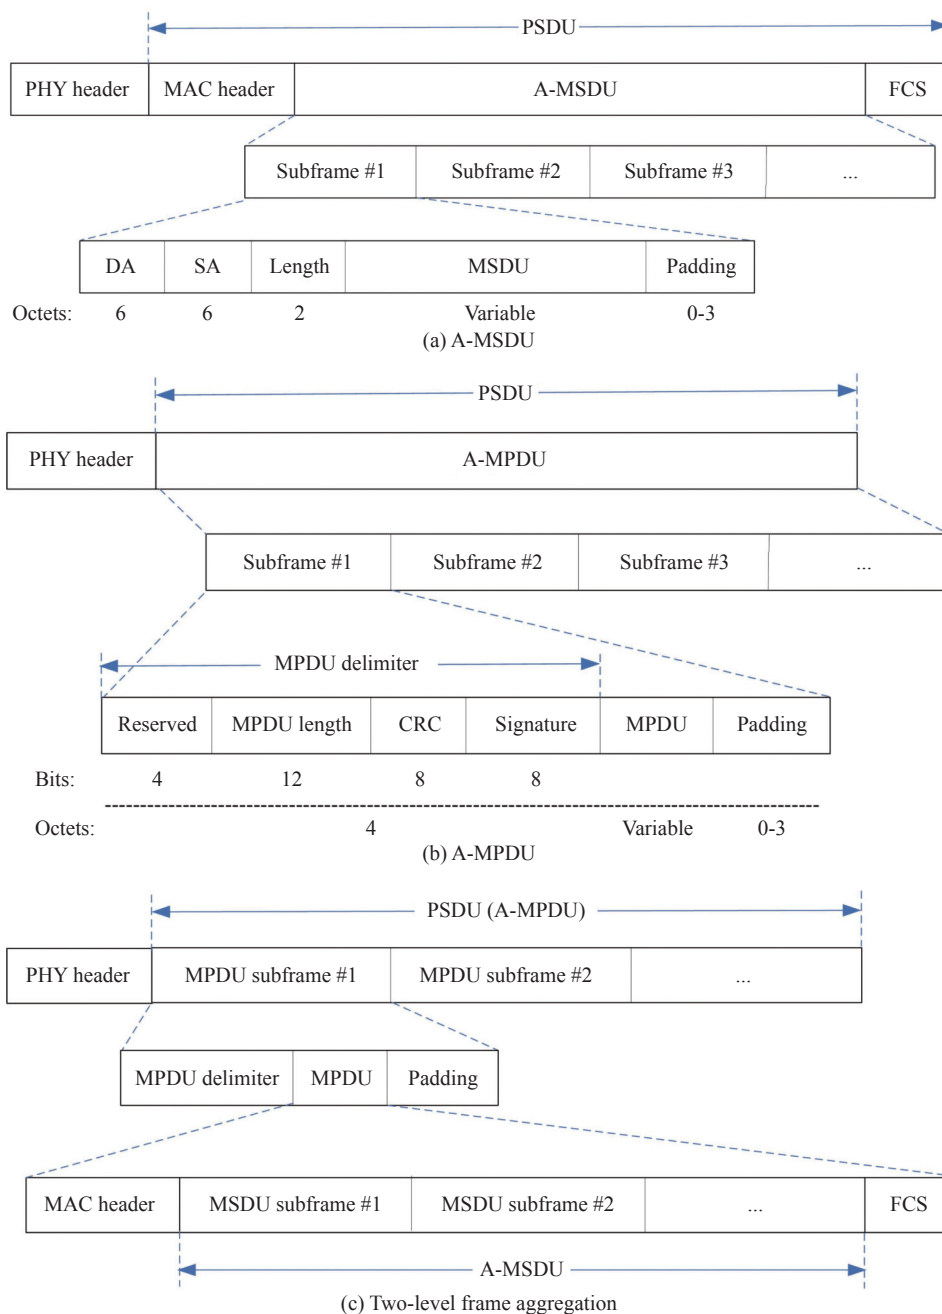 PSDU
PHY header MAC header A-MSDU FCS
Subframe #1 Subframe #2 Subframe #3 ...
DA SA Length MSDU Padding
Octets: 6 6 2 Variable 0-3
(a) A-MSDU
PSDU
PHY header A-MPDU
Subframe #1 Subframe #2 Subframe #3 ...
MPDU delimiter
Reserved MPDU length CRC Signature MPDU Padding
Bits: 4 12 8 8
Octets: 4 Variable 0-3
(b) A-MPDU
PSDU (A-MPDU)
PHY header MPDU subframe #1 MPDU subframe #2 ...
MPDU delimiter MPDU Padding
MAC header MSDU subframe #1 MSDU subframe #2 ... FCS
A-MSDU
(c) Two-level frame aggregation